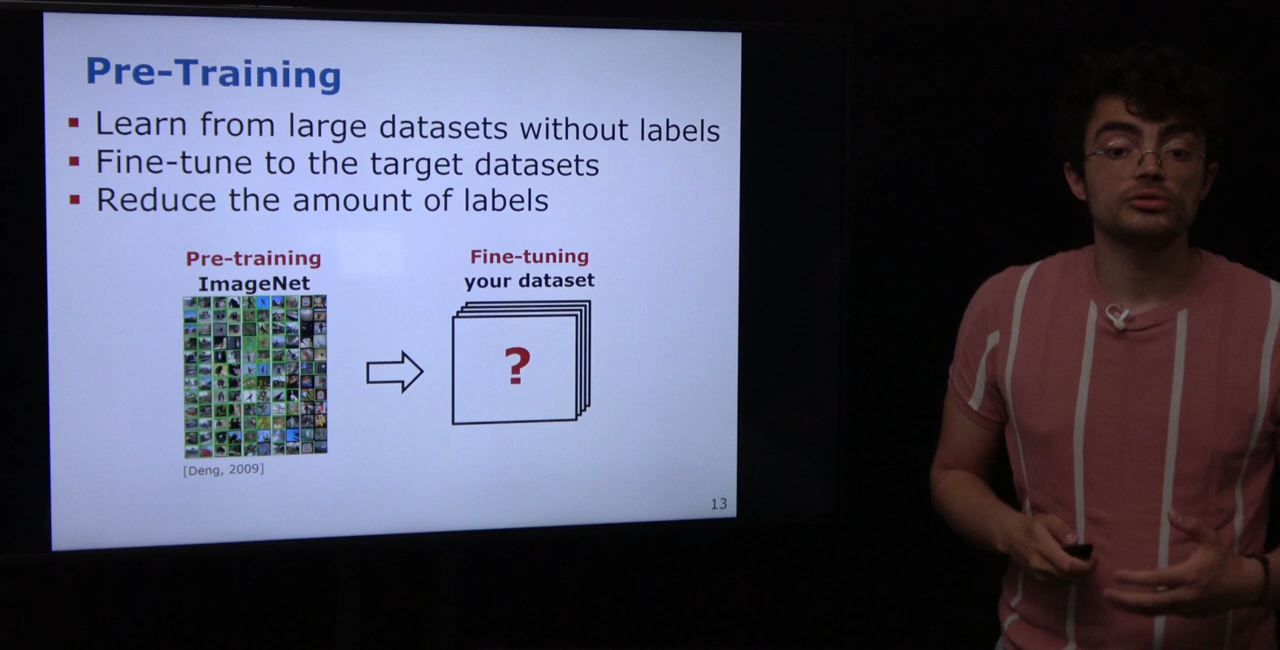 Pre-Training
Learn from large datasets without labels
Fine-tune to the target datasets
Reduce the amount of labels
Pre-training
ImageNet
Fine-tuning
your dataset
?
[Deng, 2009]
13